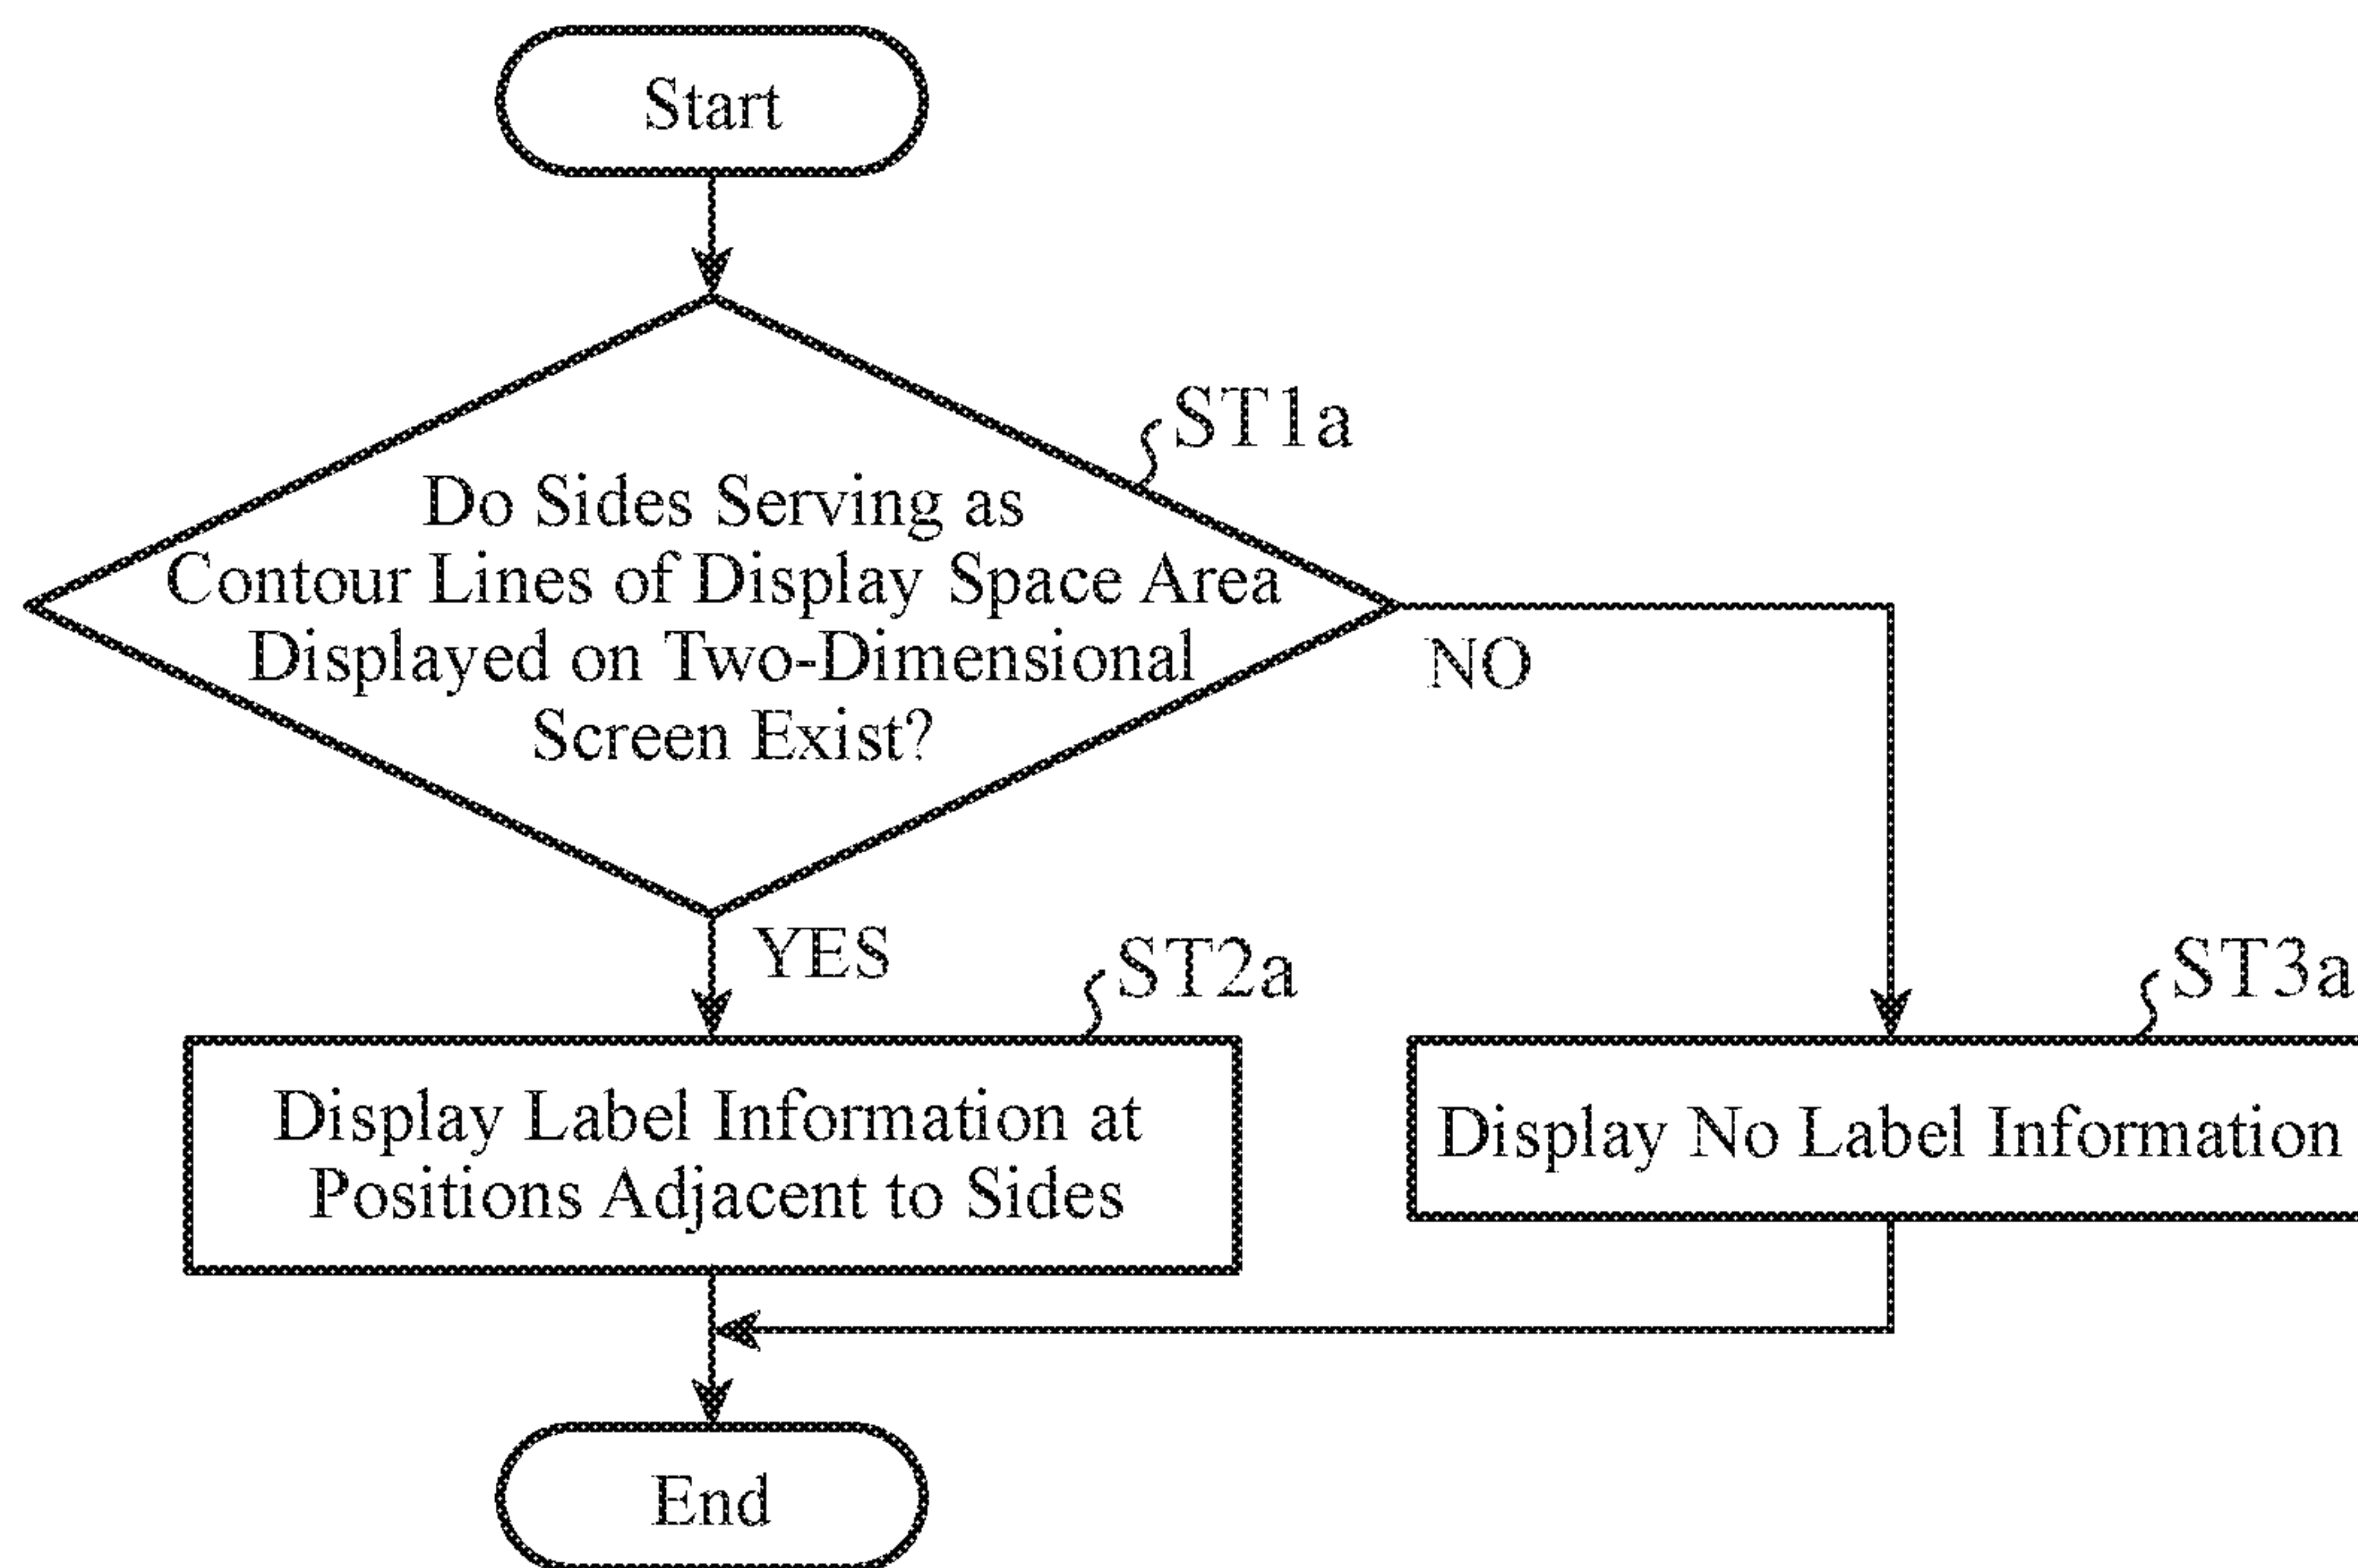 Start
ST1a
Do Sides Serving as
Contour Lines of Display Space Area
Displayed on Two-Dimensional
Screen Exist?
NO
YES
ST2a
ST3a
Display Label Information at
Positions Adjacent to Sides
Display No Label Information
End